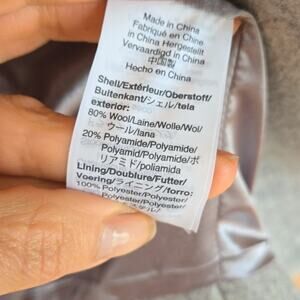 Made in China
Fabriqué en Chine
In China Hergestellt
Vervaardigd in China
中国製
Hecho en China
Shell/Extérieur/Oberstoff/
Buitenkant/シェル/tela
exterior:
80% Wool/Laine/Wolle/Wol/
ウール/lana
20% Polyamide/Polyamide/
Polyamid/Polyamide/ポ
リアミド/poliamida
Lining/Doublure/Futter/
Voering/ライニング/forro:
100% Polyester/Polyester/
Polyester/Polyester/